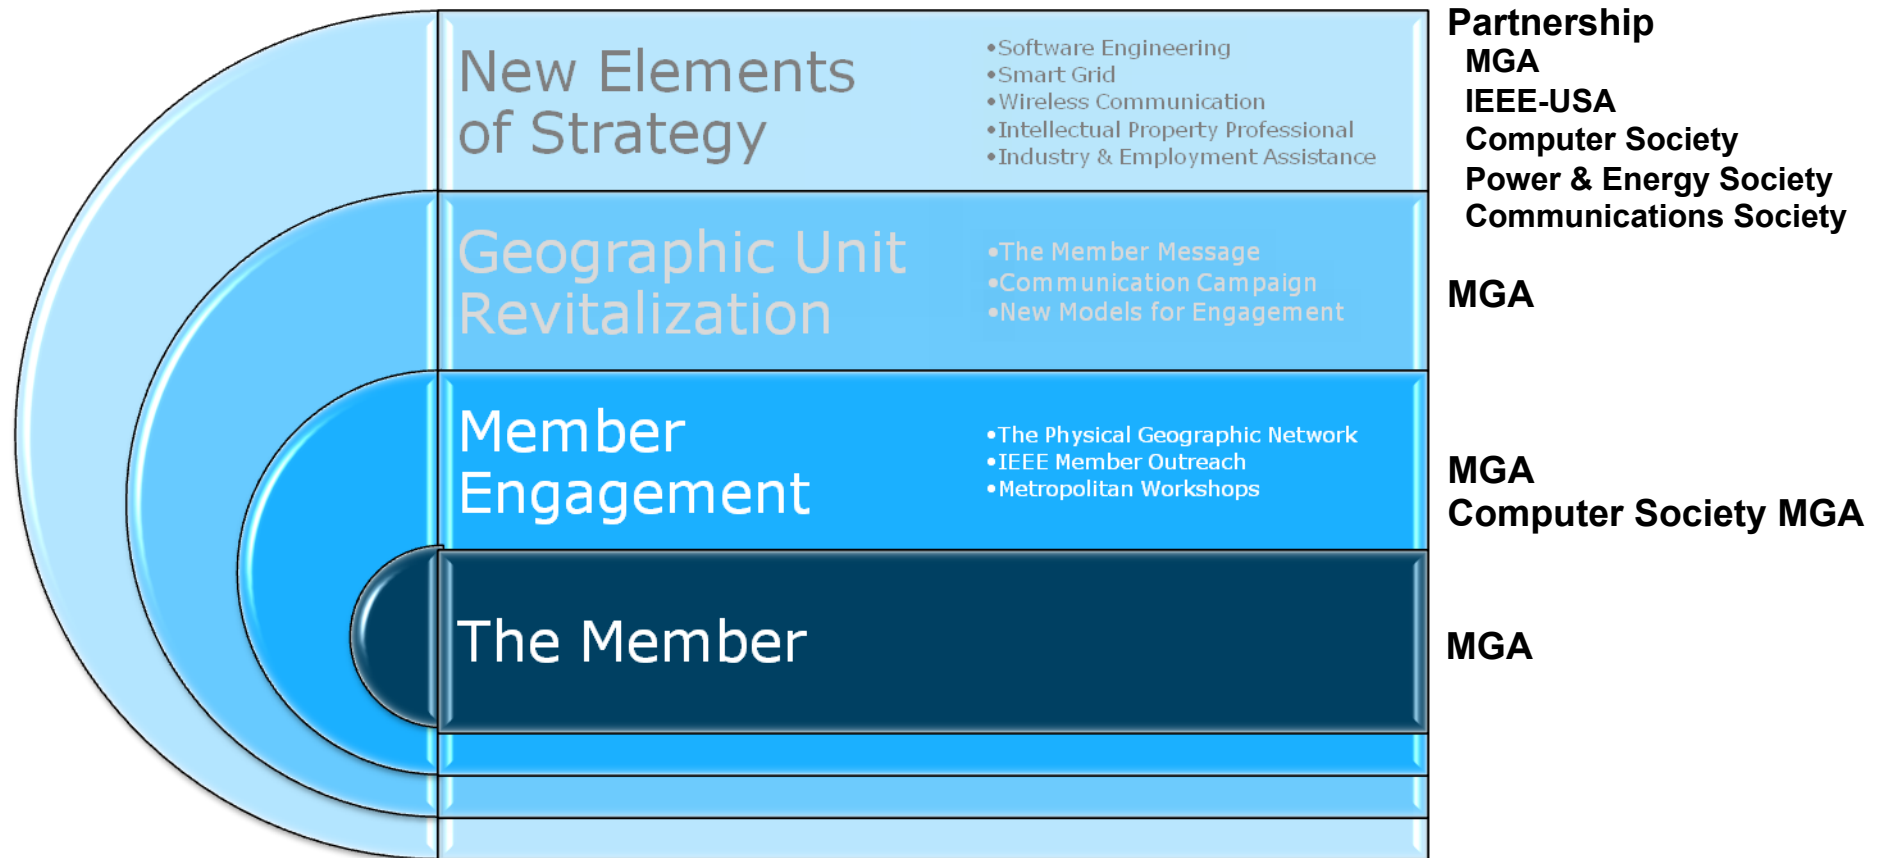 New Elements
of Strategy
•Software Engineering
•Smart Grid
•Wireless Communication
•Intellectual Property Professional
•Industry & Employment Assistance
Partnership
MGA
IEEE-USA
Computer Society
Power & Energy Society
Communications Society
Geographic Unit
Revitalization
•The Member Message
•Communication Campaign
•New Models for Engagement
MGA
Member
Engagement
•The Physical Geographic Network
•IEEE Member Outreach
•Metropolitan Workshops
MGA
Computer Society MGA
The Member
MGA